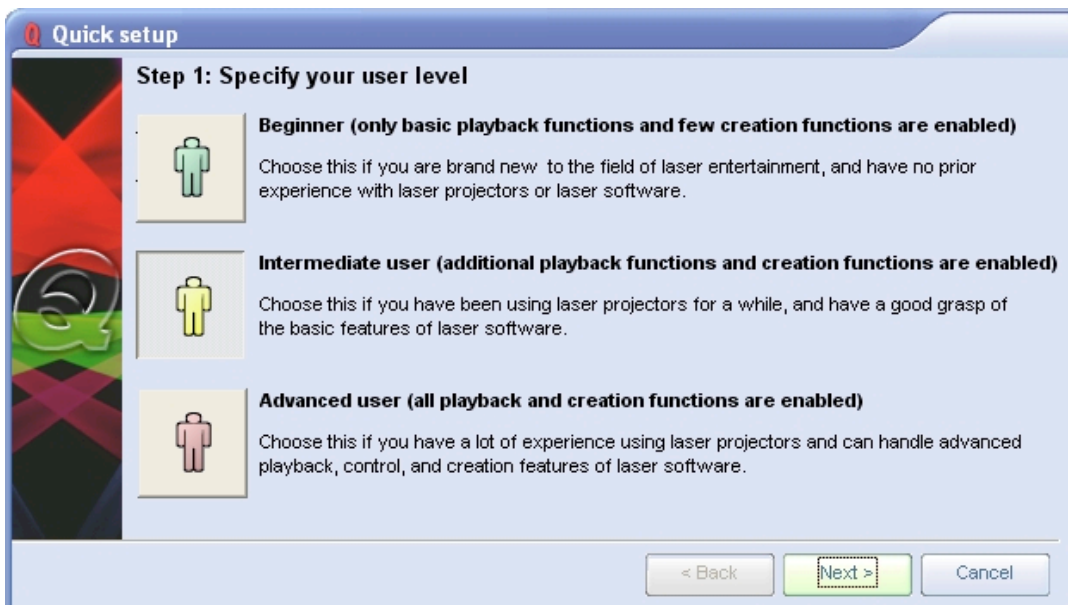 Quick setup
Step 1: Specify your user level
Beginner (only basic playback functions and few creation functions are enabled)
Choose this if you are brand new  to the field of laser entertainment, and have no prior
experience with laser projectors or laser software.
Intermediate user (additional playback functions and creation functions are enabled)
Choose this if you have been using laser projectors for a while, and have a good grasp of
the basic features of laser software.
Advanced user (all playback and creation functions are enabled)
Choose this if you have a lot of experience using laser projectors and can handle advanced
playback, control, and creation features of laser software.
Q
< Back
Next >
Cancel